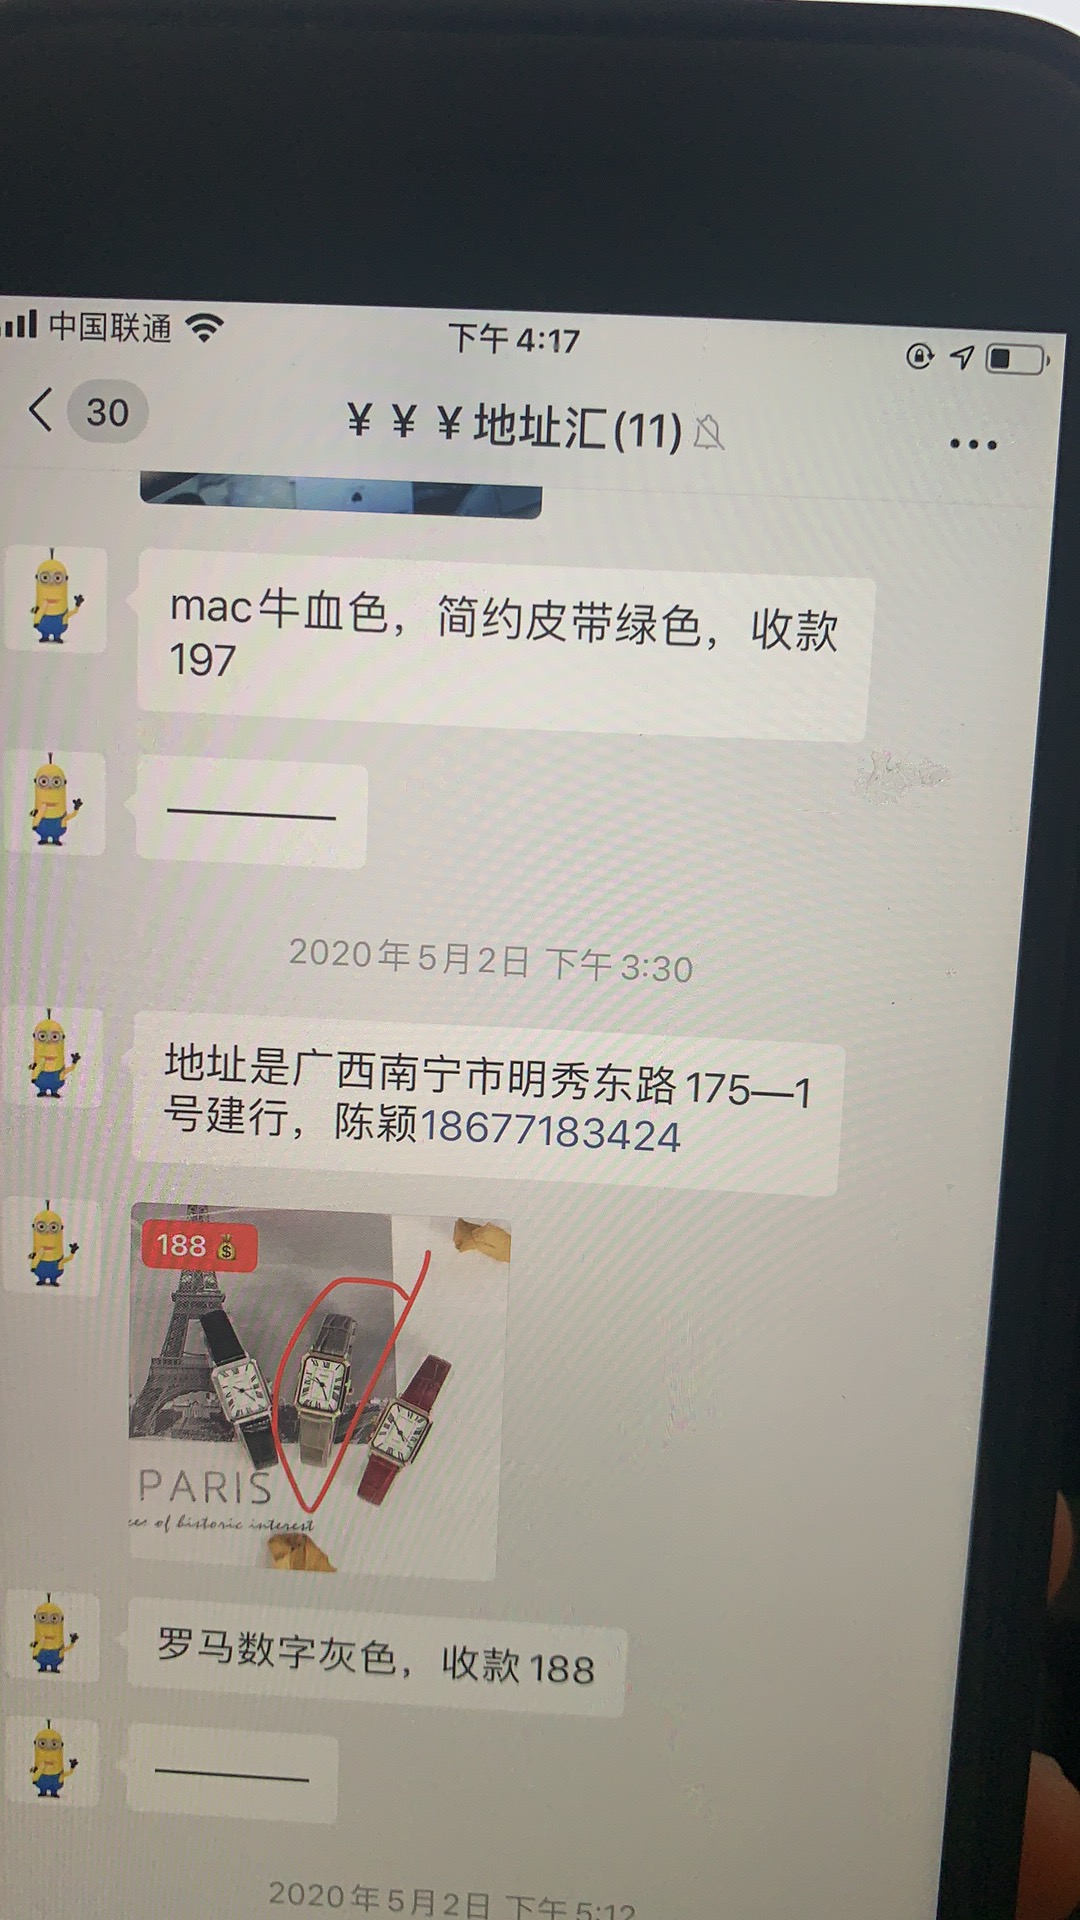 中国联通
下午4:17
30
￥￥￥地址汇(11)
mac牛血色，简约皮带绿色，收款
197
————
2020年5月2日 下午3:30
地址是广西南宁市明秀东路175—1
号建行，陈颖18677183424
188
PARIS
ces of historic interest
罗马数字灰色，收款188
————
2020年5月2日 下午5:12